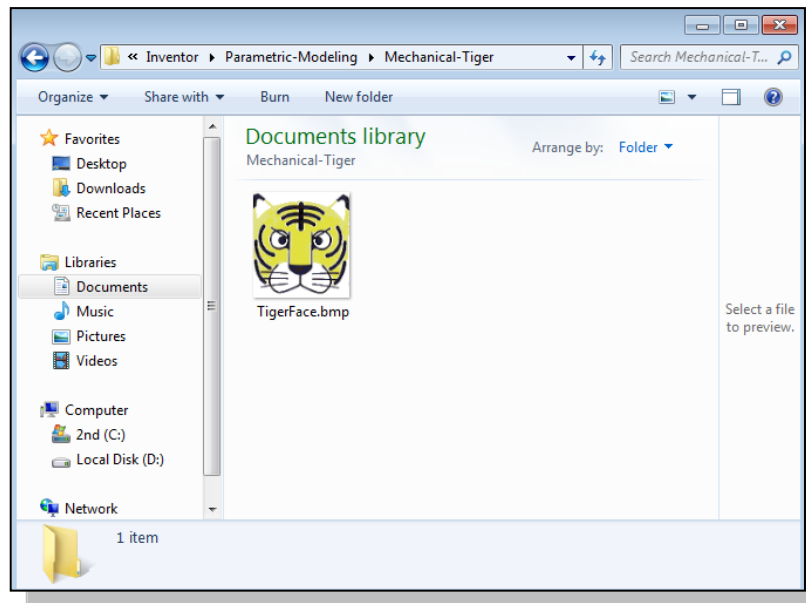 « Inventor ▸ Parametric-Modeling ▸ Mechanical-Tiger
Search Mechanical-T...
Organize ▾ Share with ▾ Burn New folder
Favorites
Desktop
Downloads
Recent Places
Libraries
Documents
Music
Pictures
Videos
Computer
2nd (C:)
Local Disk (D:)
Network
Documents library
Mechanical-Tiger
Arrange by: Folder ▾
TigerFace.bmp
Select a file
to preview.
1 item